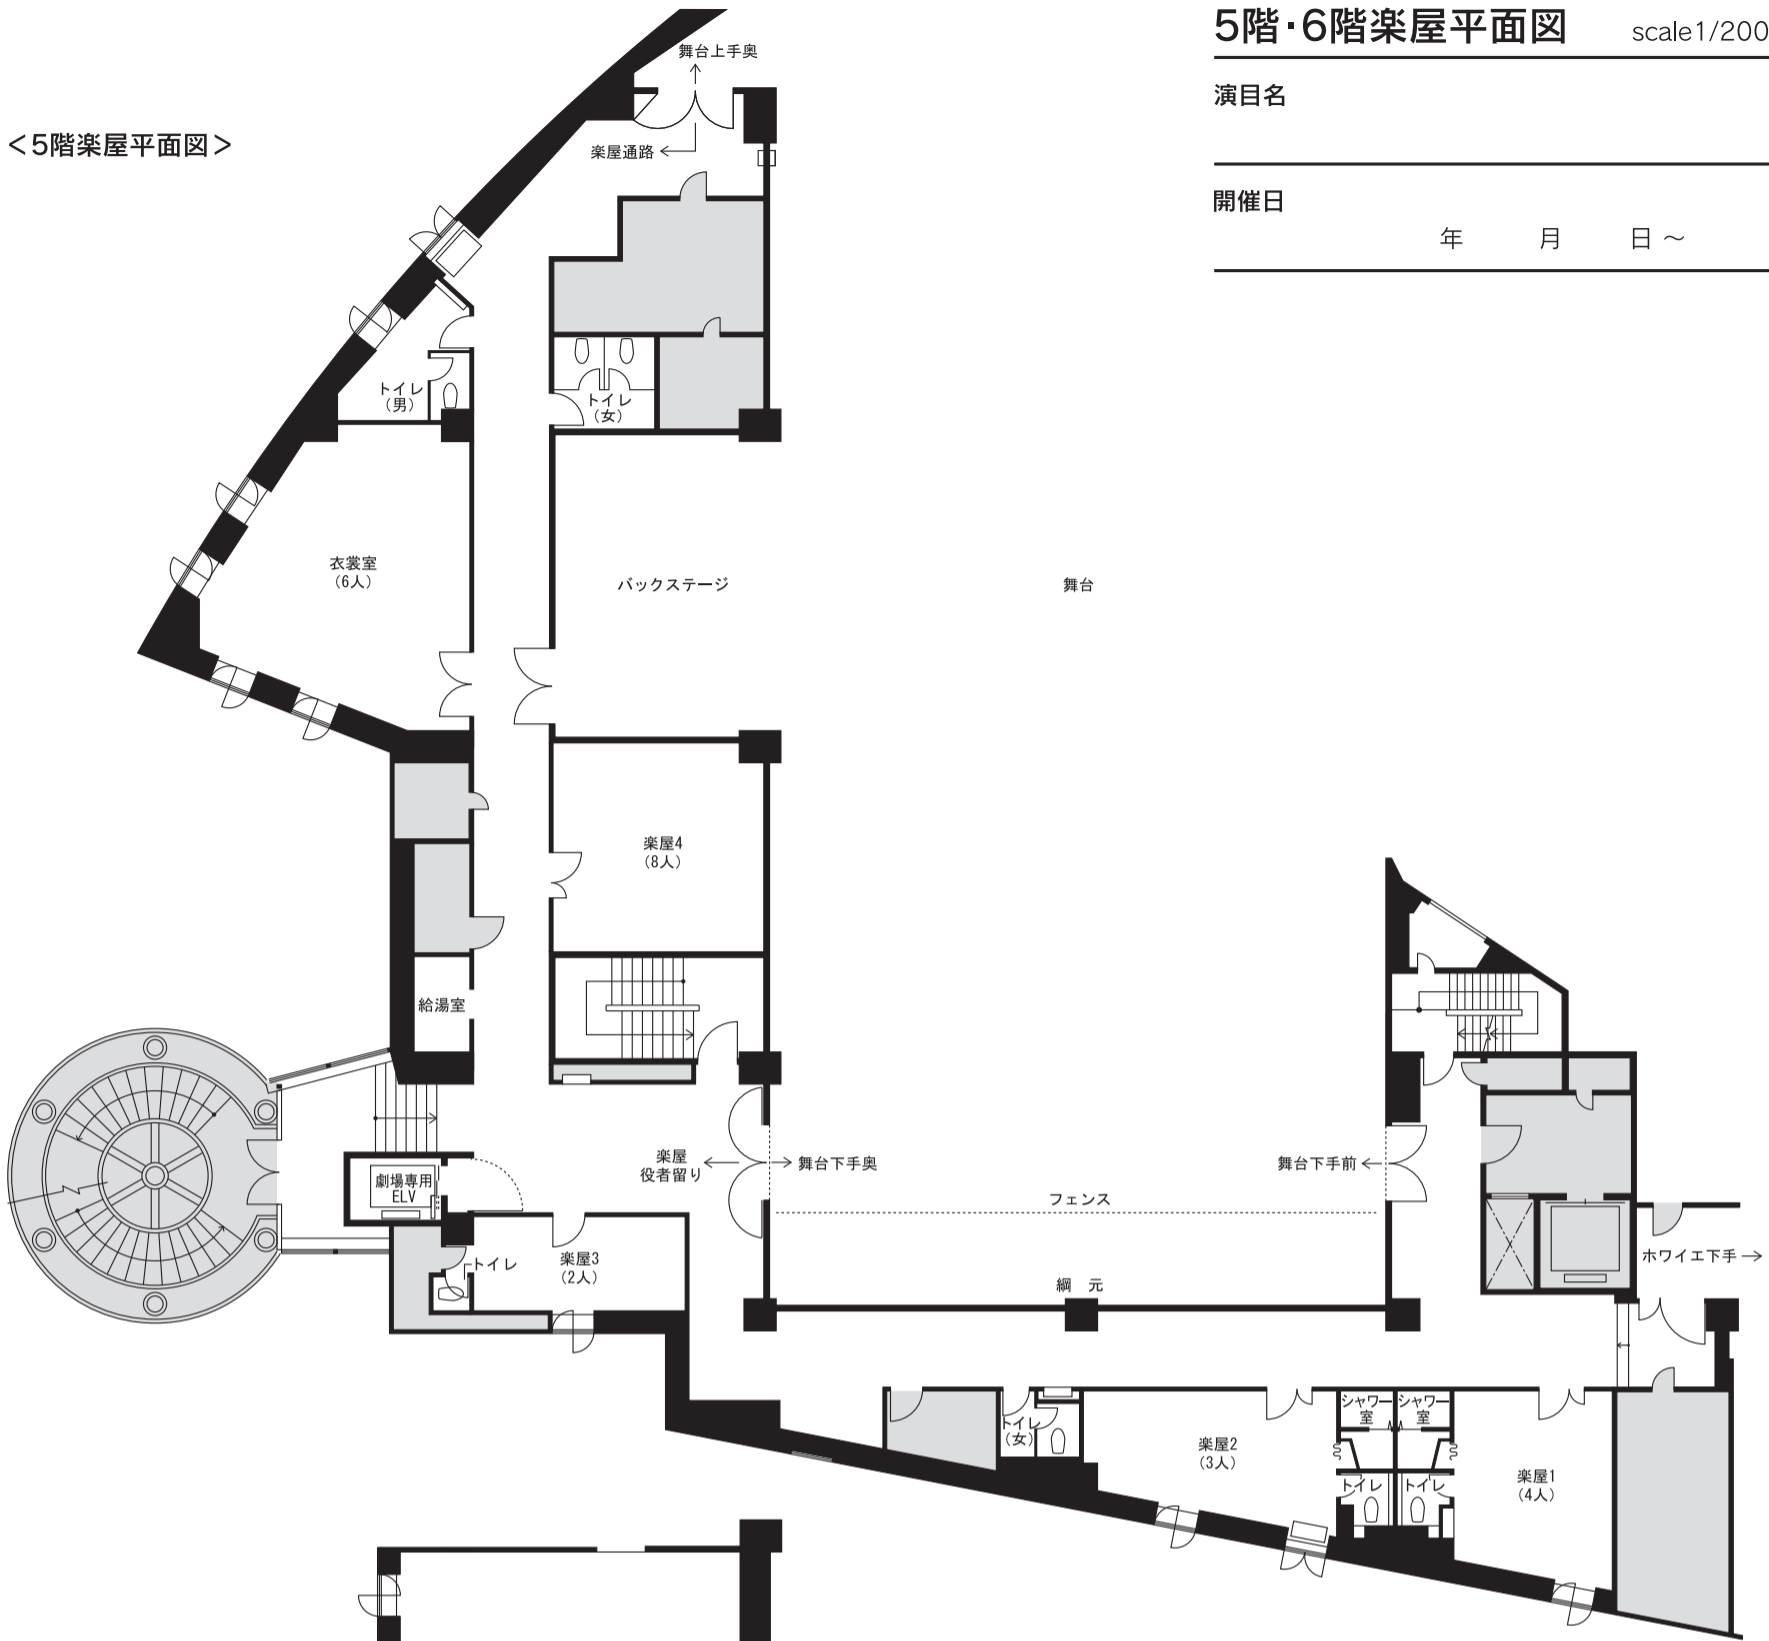 5階・6階楽屋平面図 scale1/200
演目名
開催日
年 月 日 ～
＜5階楽屋平面図＞
舞台上手奥
楽屋通路
トイレ
（男）
トイレ
（女）
衣裳室
（6人）
バックステージ
舞台
楽屋4
（8人）
給湯室
楽屋
役者留り
舞台下手奥
舞台下手前
劇場専用
ELV
フェンス
ホワイエ下手
トイレ
楽屋3
（2人）
綱 元
シャワー
室
シャワー
室
トイレ
（女）
楽屋2
（3人）
トイレ
トイレ
楽屋1
（4人）